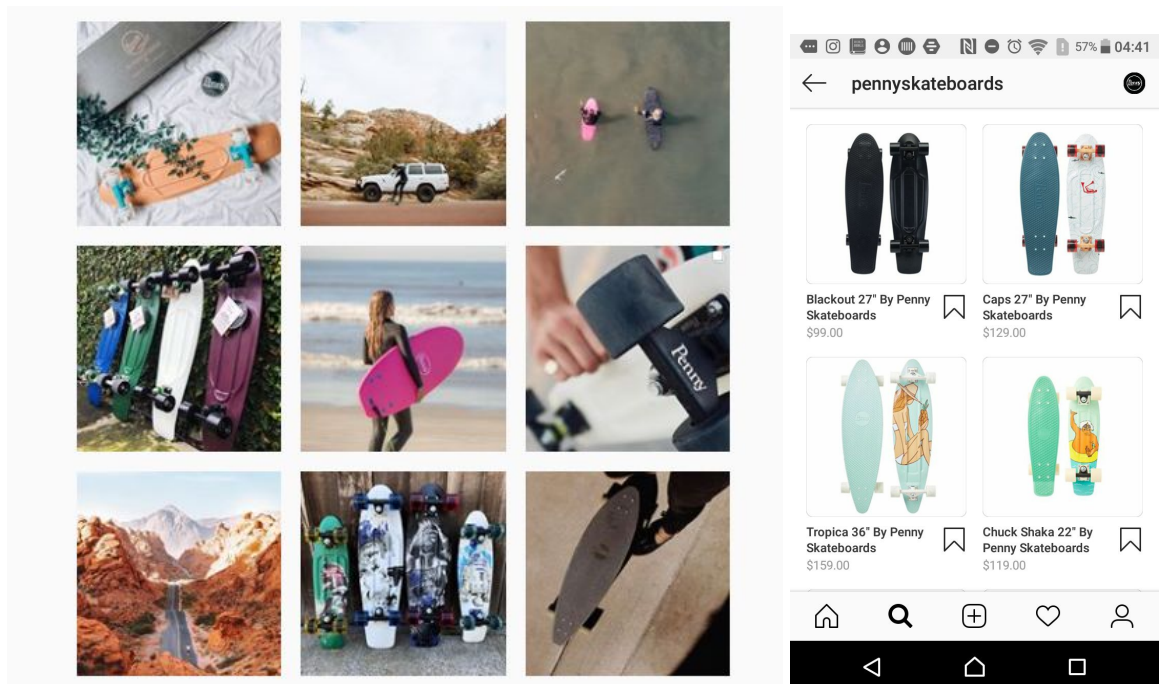 Penny
57% 04:41
pennyskateboards
Blackout 27" By Penny
Skateboards
$99.00
Caps 27" By Penny
Skateboards
$129.00
Tropica 36" By Penny
Skateboards
$159.00
Chuck Shaka 22" By
Penny Skateboards
$119.00